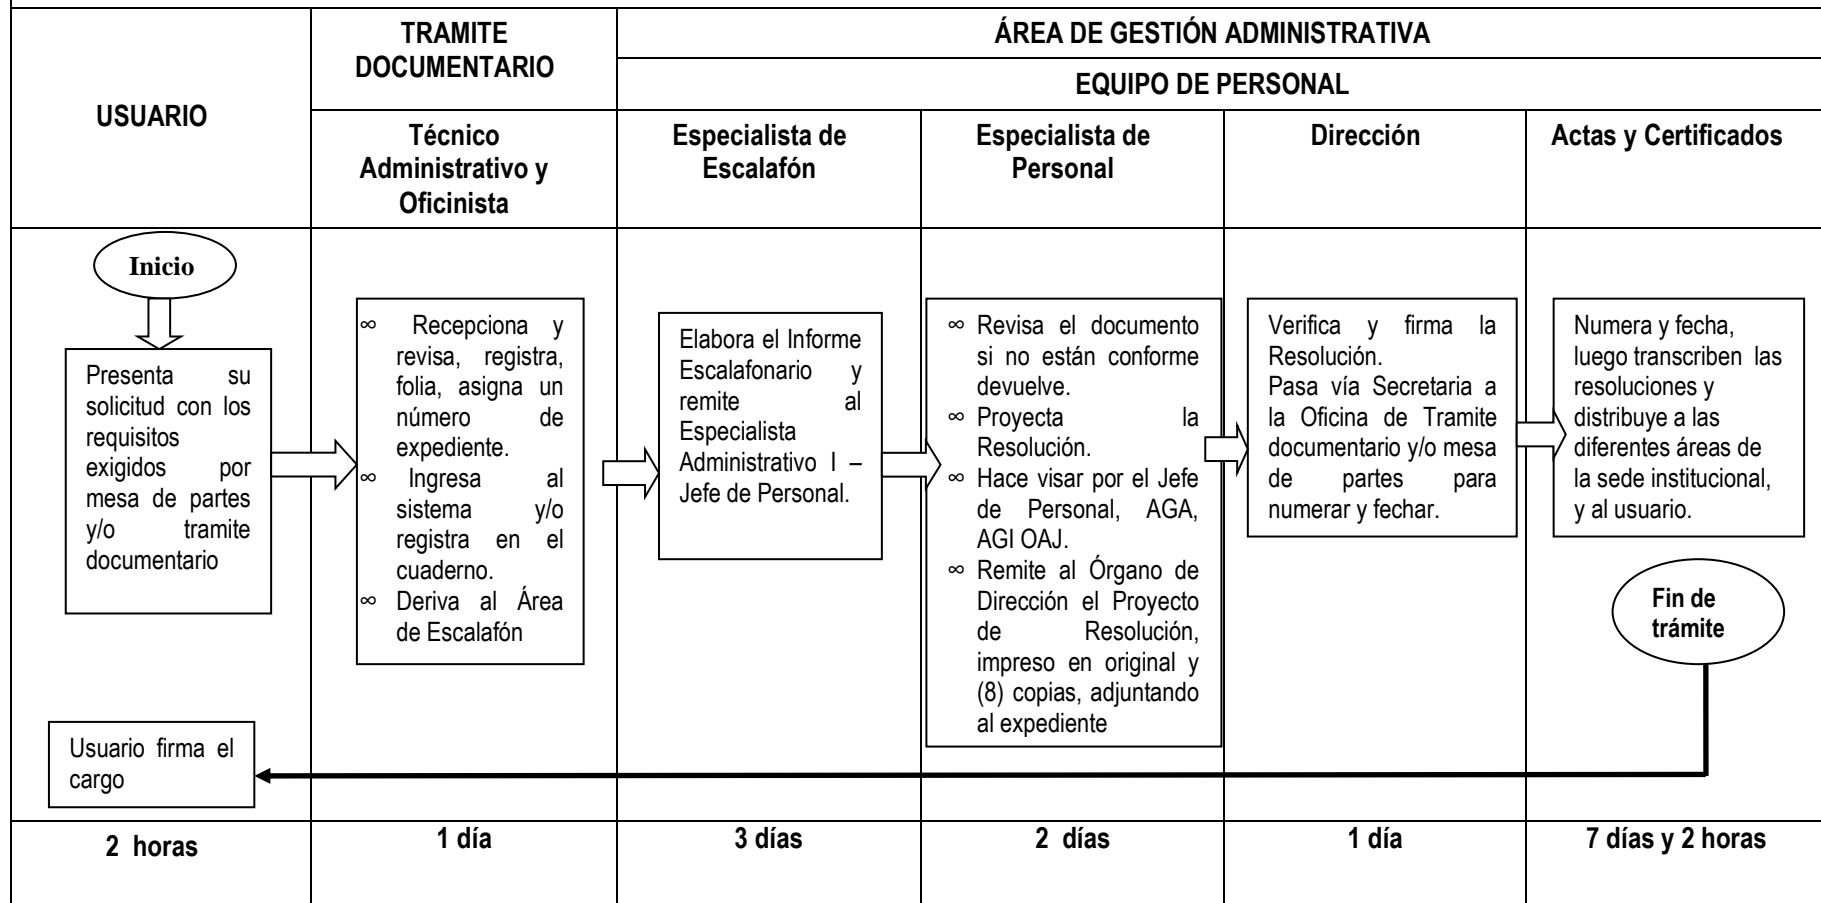 USUARIO
TRAMITE
DOCUMENTARIO
ÁREA DE GESTIÓN ADMINISTRATIVA
EQUIPO DE PERSONAL
Técnico
Administrativo y
Oficinista
Especialista de
Escalafón
Especialista de
Personal
Dirección
Actas y Certificados
Inicio
Presenta su
solicitud con los
requisitos
exigidos por
mesa de partes
y/o tramite
documentario
∞ Recepciona y
revisa, registra,
folia, asigna un
número de
expediente.
∞ Ingresa al
sistema y/o
registra en el
cuaderno.
∞ Deriva al Área
de Escalafón
Elabora el Informe
Escalafonario y
remite al
Especialista
Administrativo I –
Jefe de Personal.
∞ Revisa el documento
si no están conforme
devuelve.
∞ Proyecta la
Resolución.
∞ Hace visar por el Jefe
de Personal, AGA,
AGI OAJ.
∞ Remite al Órgano de
Dirección el Proyecto
de Resolución,
impreso en original y
(8) copias, adjuntando
al expediente
Verifica y firma la
Resolución.
Pasa vía Secretaria a
la Oficina de Tramite
documentario y/o mesa
de partes para
numerar y fechar.
Numera y fecha,
luego transcriben las
resoluciones y
distribuye a las
diferentes áreas de
la sede institucional,
y al usuario.
Fin de
trámite
Usuario firma el
cargo
2 horas
1 día
3 días
2 días
1 día
7 días y 2 horas